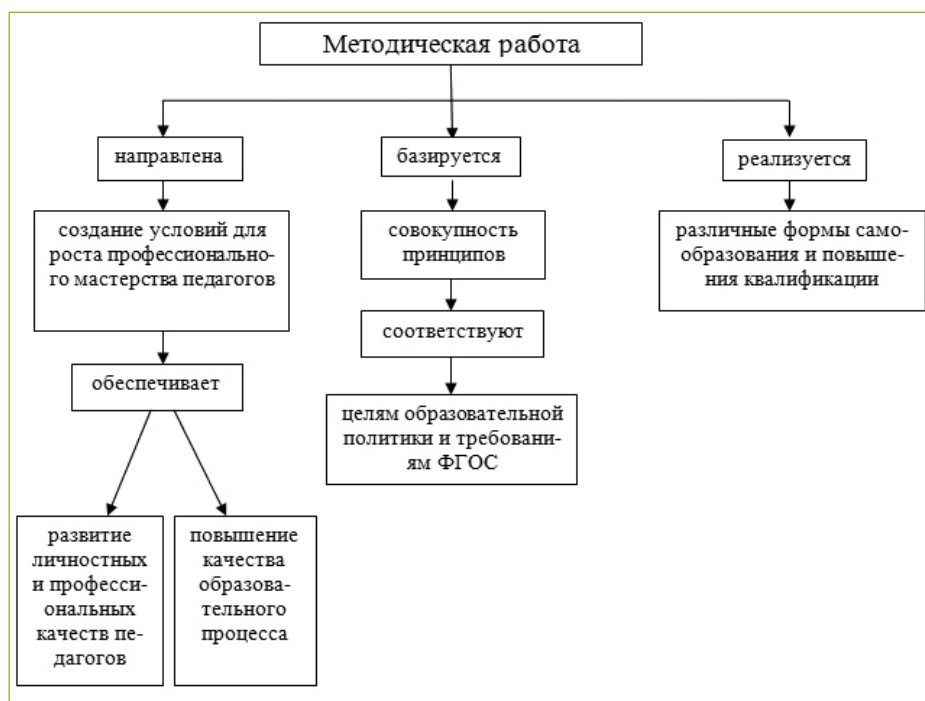 Методическая работа
направлена
базируется
реализуется
создание условий для
роста профессионально-
го мастерства педагогов
совокупность
принципов
различные формы само-
образования и повыше-
ния квалификации
соответствуют
обеспечивает
целям образовательной
политики и требовани-
ям ФГОС
развитие
личностных
и професси-
ональных
качеств пе-
дагогов
повышение
качества
образова-
тельного
процесса